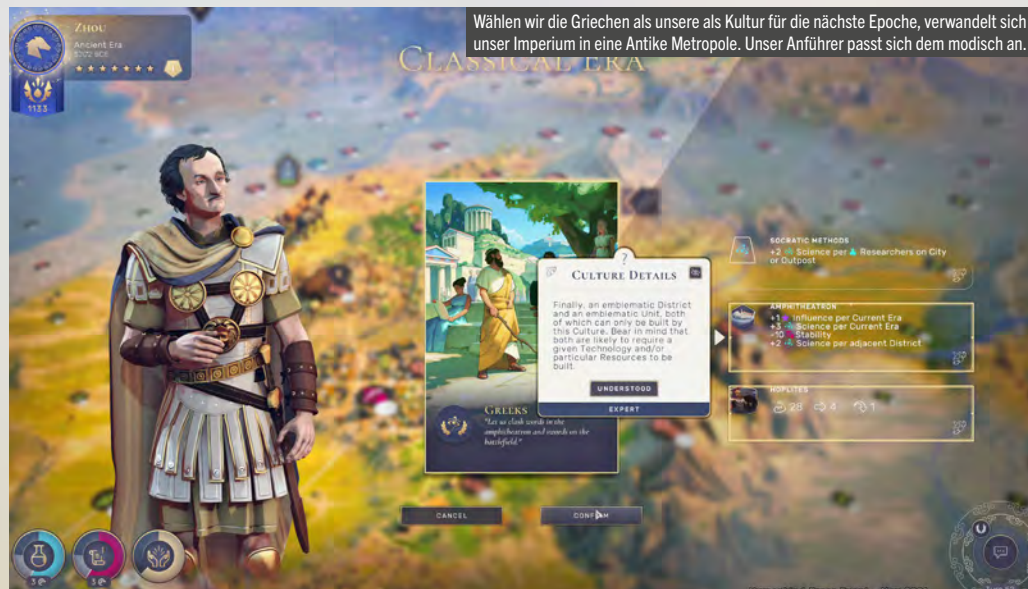 Wählen wir die Griechen als unsere als Kultur für die nächste Epoche, verwandelt sich
unser Imperium in eine Antike Metropole. Unser Anführer passt sich dem modisch an.
ZHOU
Ancient Era
1133
CLASSICAL ERA
CULTURE DETAILS
Finally, an emblematic District
and an emblematic Unit, both
of which can only be built by
this Culture. Bear in mind that
both are likely to require a
given Technology and/or
particular Resources to be
built.
UNDERSTOOD
EXPERT
GREEKS
"Let us clash words in the
amphitheatron and swords on the
battlefield."
SOCRATIC METHODS
+2 Science per Researchers on City
or Outpost
AMPHITHEATRON
+1 Influence per Current Era
+3 Science per Current Era
-10 Stability
+2 Science per adjacent District
HOPLITES
28 4 1
CANCEL
CONFIRM
3
3